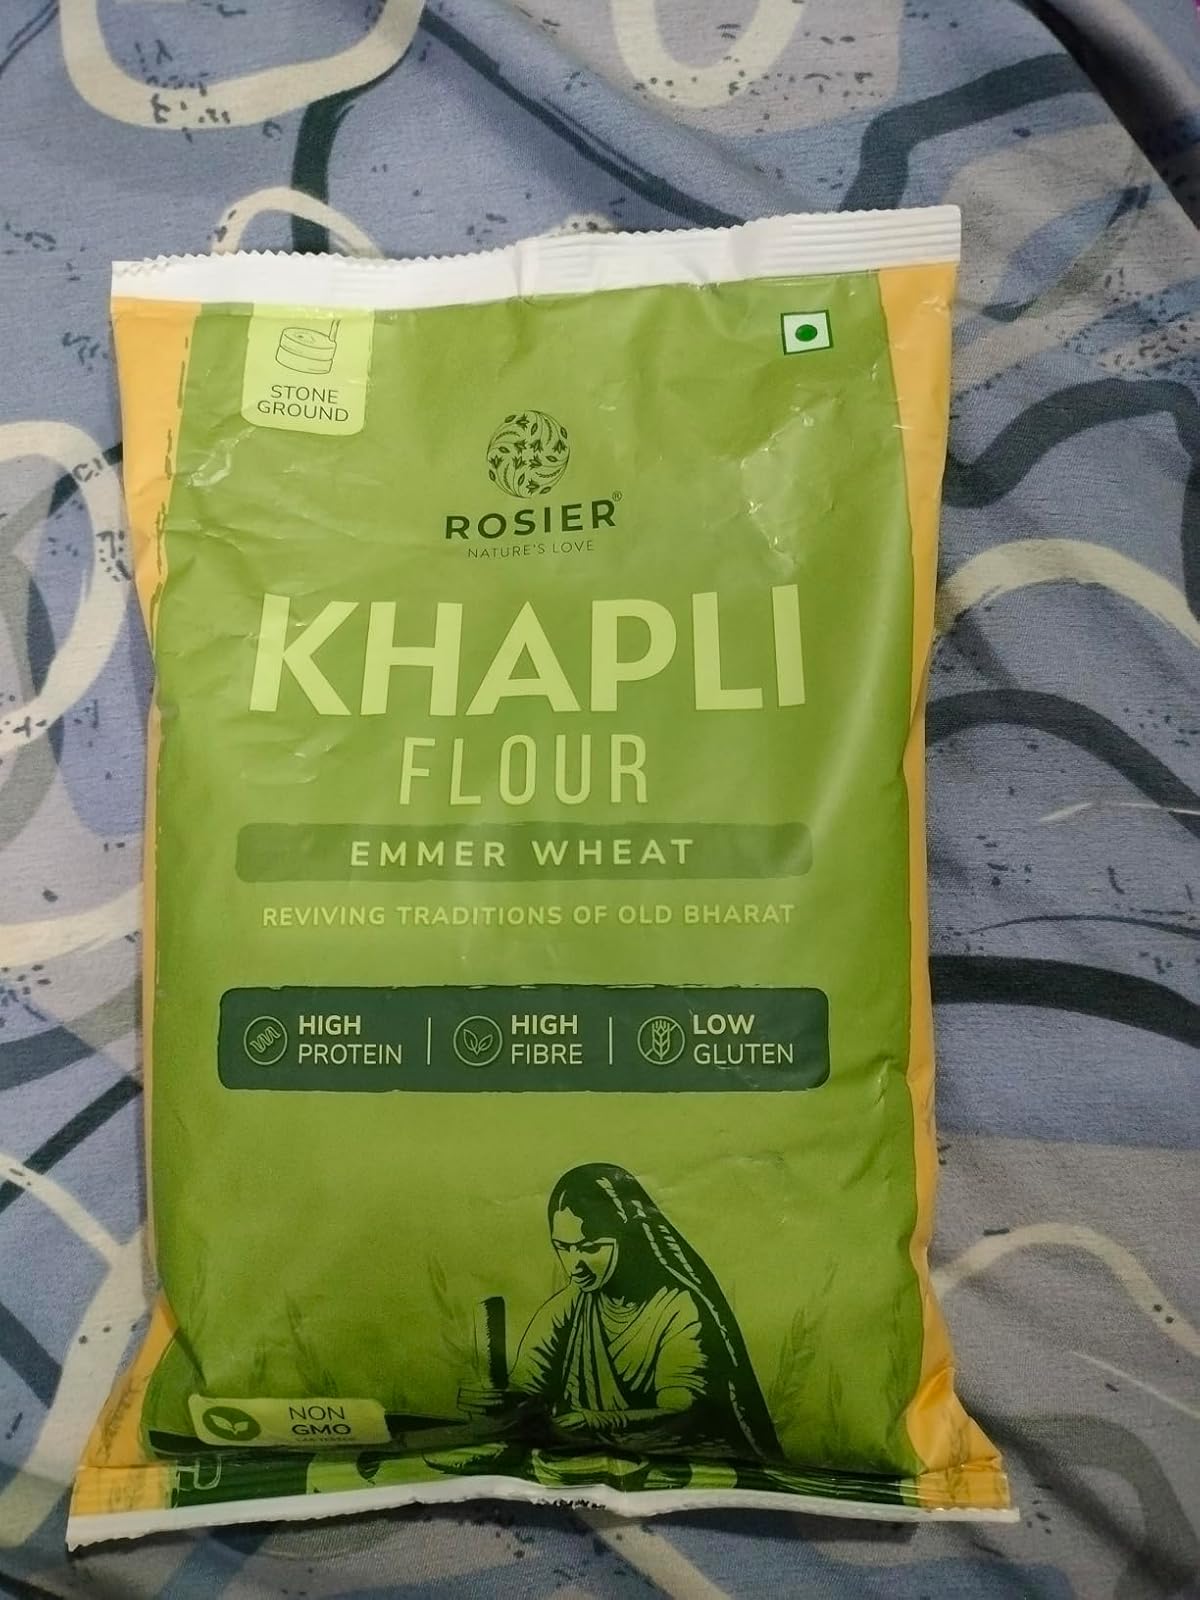 STONE
GROUND
ROSIER®
NATURE'S LOVE
KHAPLI
FLOUR
EMMER WHEAT
REVIVING TRADITIONS OF OLD BHARAT
HIGH
PROTEIN
HIGH
FIBRE
LOW
GLUTEN
NON
GMO